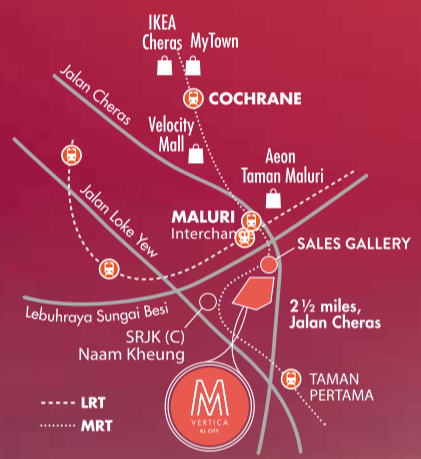 IKEA
Cheras
MyTown
Jalan Cheras
COCHRANE
Velocity
Mall
Aeon
Taman Maluri
Jalan Loke Yew
MALURI
Interchange
SALES GALLERY
Lebuhraya Sungai Besi
2 ½ miles,
Jalan Cheras
SRJK (C)
Naam Kheung
TAMAN
PERTAMA
M
VERTICA
KL CITY
LRT
MRT